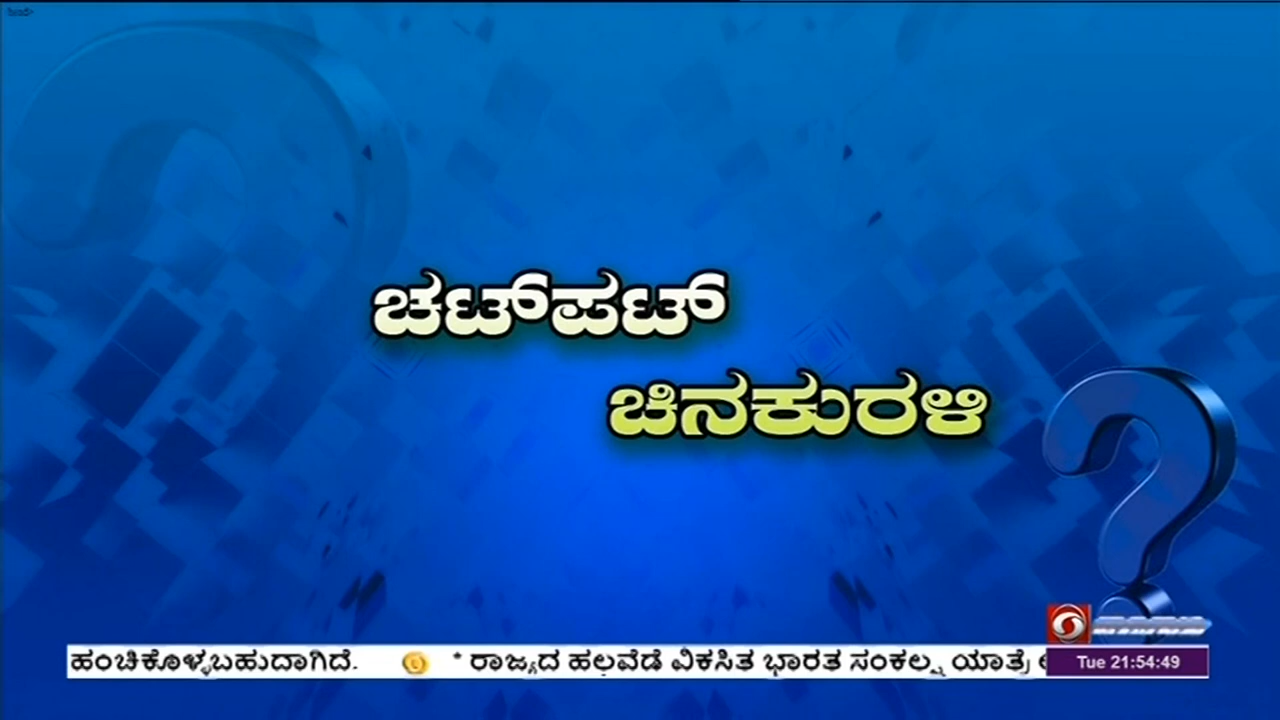 ಚಟ್‌ಪಟ್
ಚಿನಕುರಳಿ
ಹಂಚಿಕೊಳ್ಳಬಹುದಾಗಿದೆ. * ರಾಜ್ಯದ ಹಲವೆಡೆ ವಿಕಸಿತ ಭಾರತ ಸಂಕಲ್ಪ ಯಾತ್ರೆ
Tue 21:54:49